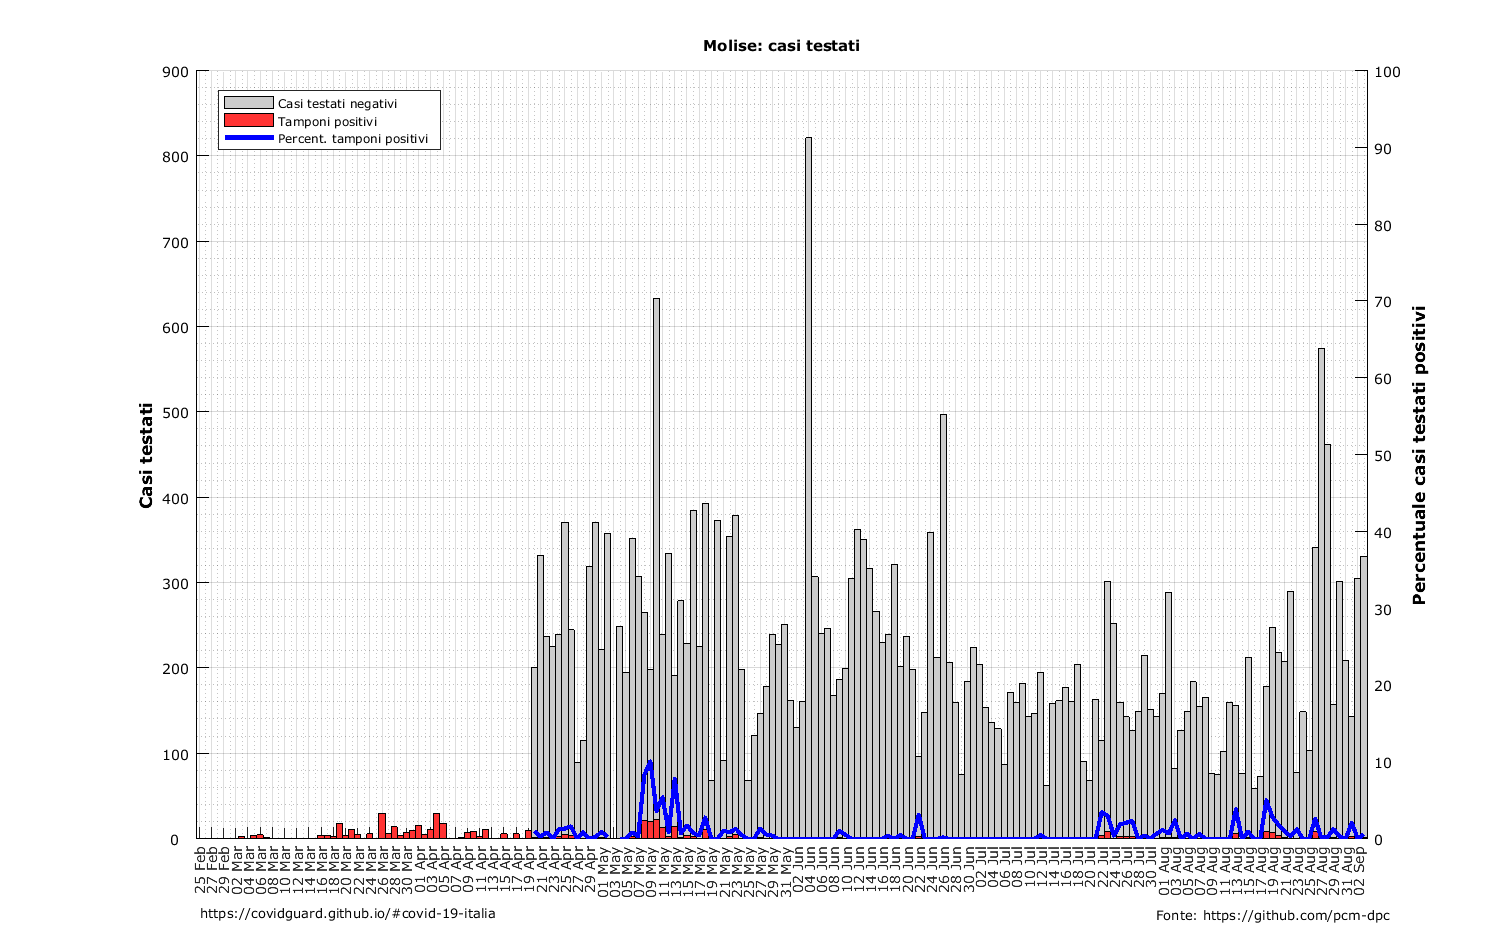 Molise: casi testati
Casi testati negativi
Tamponi positivi
Percent. tamponi positivi
900
800
700
600
500
400
300
200
100
0
Casi testati
100
90
80
70
60
50
40
30
20
10
0
Percentuale casi testati positivi
25 Feb
27 Feb
29 Feb
02 Mar
04 Mar
06 Mar
08 Mar
10 Mar
12 Mar
14 Mar
16 Mar
18 Mar
20 Mar
22 Mar
24 Mar
26 Mar
28 Mar
30 Mar
01 Apr
03 Apr
05 Apr
07 Apr
09 Apr
11 Apr
13 Apr
15 Apr
17 Apr
19 Apr
21 Apr
23 Apr
25 Apr
27 Apr
29 Apr
01 May
03 May
05 May
07 May
09 May
11 May
13 May
15 May
17 May
19 May
21 May
23 May
25 May
27 May
29 May
31 May
02 Jun
04 Jun
06 Jun
08 Jun
10 Jun
12 Jun
14 Jun
16 Jun
18 Jun
20 Jun
22 Jun
24 Jun
26 Jun
28 Jun
30 Jun
02 Jul
04 Jul
06 Jul
08 Jul
10 Jul
12 Jul
14 Jul
16 Jul
18 Jul
20 Jul
22 Jul
24 Jul
26 Jul
28 Jul
30 Jul
01 Aug
03 Aug
05 Aug
07 Aug
09 Aug
11 Aug
13 Aug
15 Aug
17 Aug
19 Aug
21 Aug
23 Aug
25 Aug
27 Aug
29 Aug
31 Aug
02 Sep
https://covidguard.github.io/#covid-19-italia
Fonte: https://github.com/pcm-dpc